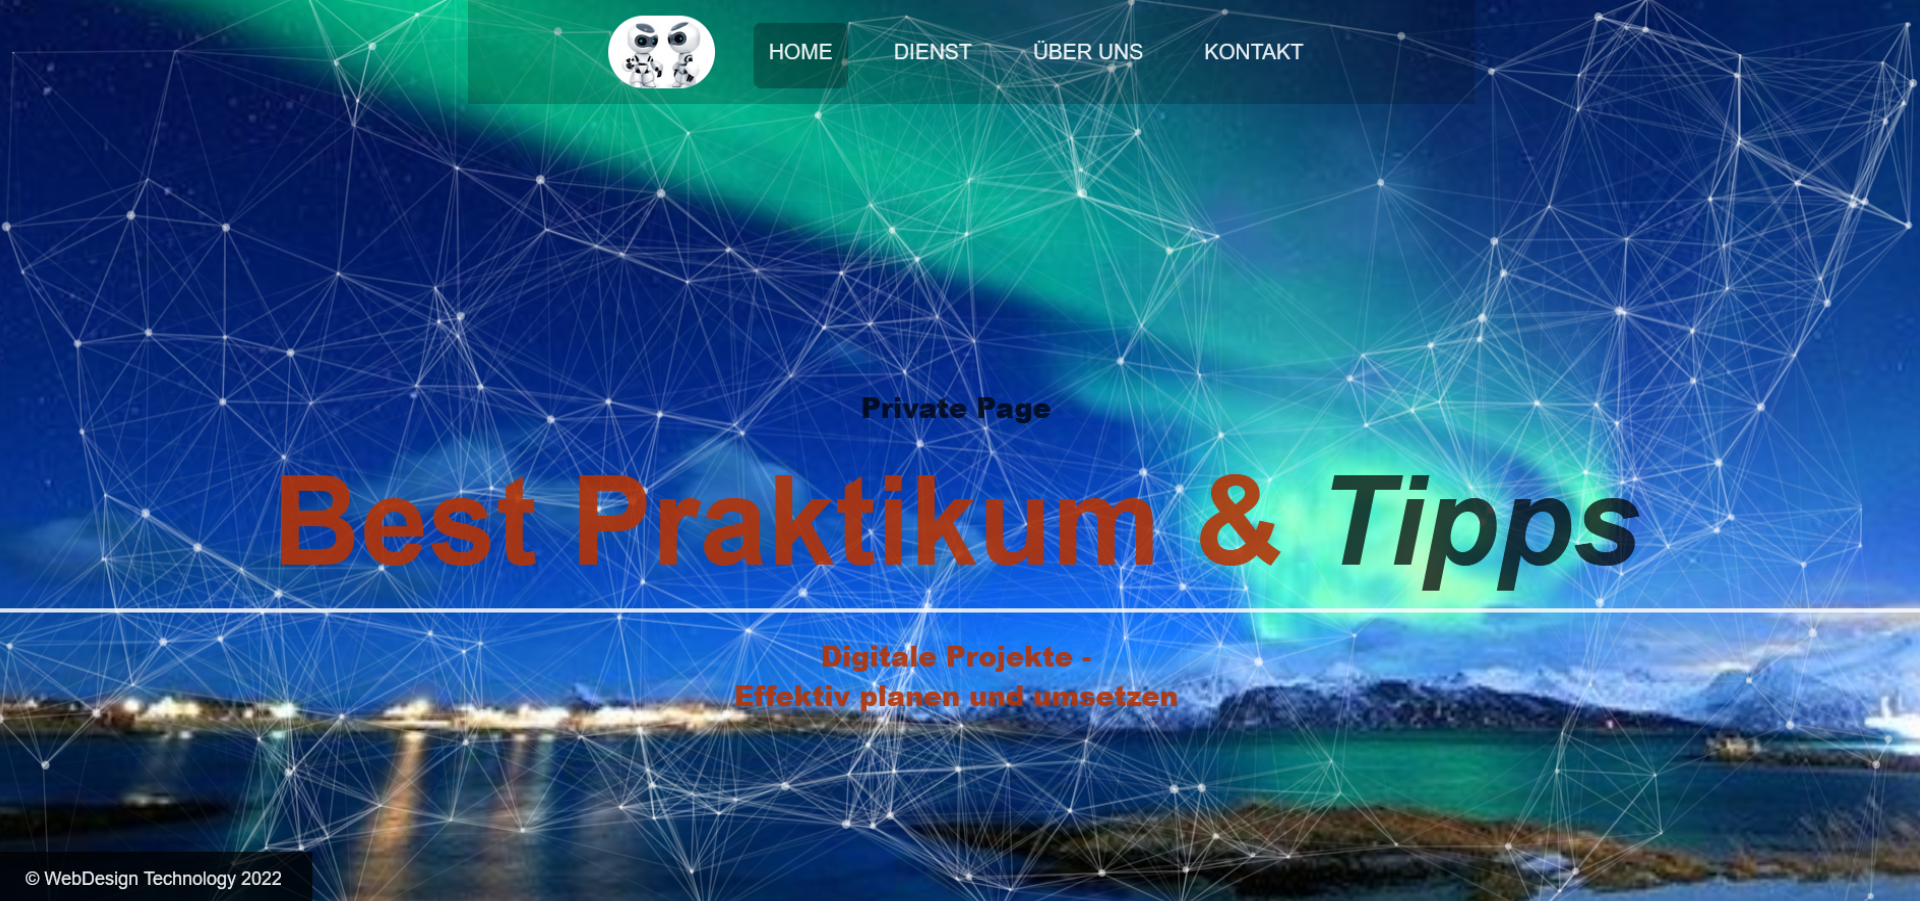 HOME DIENST ÜBER UNS KONTAKT
Private Page
Best Praktikum & Tipps
Digitale Projekte -
Effektiv planen und umsetzen
© WebDesign Technology 2022